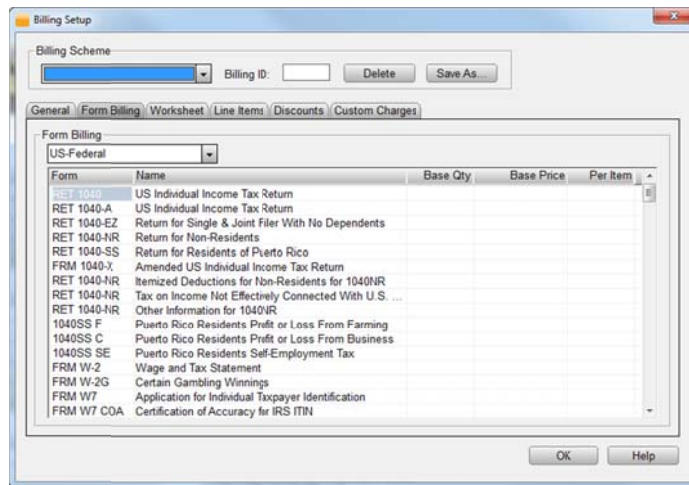 Billing Setup
Billing Scheme
Billing ID: Delete Save As...
General Form Billing Worksheet Line Items Discounts Custom Charges
Form Billing
US-Federal
Form Name Base Qty Base Price Per Item
RET 1040 US Individual Income Tax Return
RET 1040-A US Individual Income Tax Return
RET 1040-EZ Return for Single & Joint Filer With No Dependents
RET 1040-NR Return for Non-Residents
RET 1040-SS Return for Residents of Puerto Rico
FRM 1040-X Amended US Individual Income Tax Return
RET 1040-NR Itemized Deductions for Non-Residents for 1040NR
RET 1040-NR Tax on Income Not Effectively Connected With U.S. ...
RET 1040-NR Other Information for 1040NR
1040SS F Puerto Rico Residents Profit or Loss From Farming
1040SS C Puerto Rico Residents Profit or Loss From Business
1040SS SE Puerto Rico Residents Self-Employment Tax
FRM W-2 Wage and Tax Statement
FRM W-2G Certain Gambling Winnings
FRM W7 Application for Individual Taxpayer Identification
FRM W7 COA Certification of Accuracy for IRS ITIN
OK Help